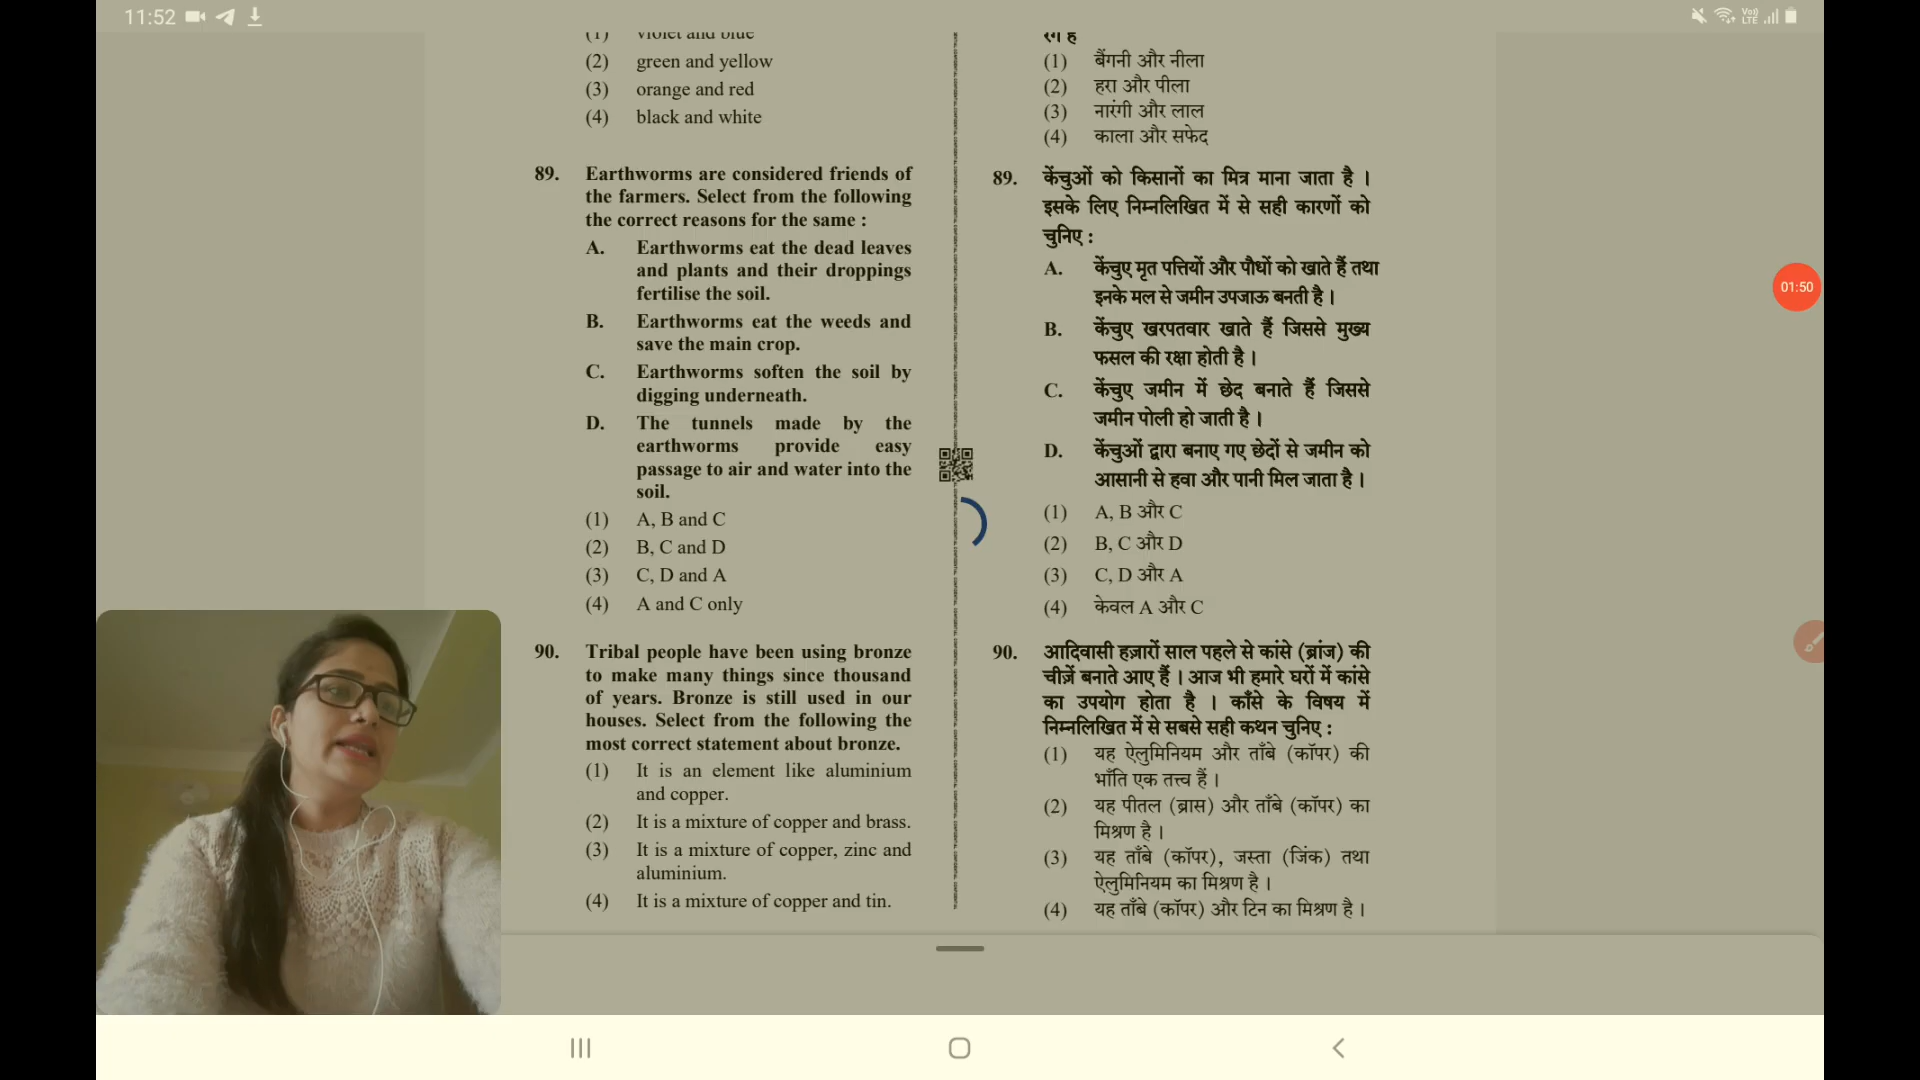 11:52
VoLTE
(1) violet and blue
(2) green and yellow
(3) orange and red
(4) black and white
89. Earthworms are considered friends of
the farmers. Select from the following
the correct reasons for the same :
A. Earthworms eat the dead leaves
and plants and their droppings
fertilise the soil.
B. Earthworms eat the weeds and
save the main crop.
C. Earthworms soften the soil by
digging underneath.
D. The tunnels made by the
earthworms provide easy
passage to air and water into the
soil.
(1) A, B and C
(2) B, C and D
(3) C, D and A
(4) A and C only
90. Tribal people have been using bronze
to make many things since thousand
of years. Bronze is still used in our
houses. Select from the following the
most correct statement about bronze.
(1) It is an element like aluminium
and copper.
(2) It is a mixture of copper and brass.
(3) It is a mixture of copper, zinc and
aluminium.
(4) It is a mixture of copper and tin.
(1) बैंगनी और नीला
(2) हरा और पीला
(3) नारंगी और लाल
(4) काला और सफेद
89. केंचुओं को किसानों का मित्र माना जाता है ।
इसके लिए निम्नलिखित में से सही कारणों को
चुनिए :
A. केंचुए मृत पत्तियों और पौधों को खाते हैं तथा
इनके मल से जमीन उपजाऊ बनती है ।
B. केंचुए खरपतवार खाते हैं जिससे मुख्य
फसल की रक्षा होती है ।
C. केंचुए जमीन में छेद बनाते हैं जिससे
जमीन पोली हो जाती है ।
D. केंचुओं द्वारा बनाए गए छेदों से जमीन को
आसानी से हवा और पानी मिल जाता है ।
(1) A, B और C
(2) B, C और D
(3) C, D और A
(4) केवल A और C
90. आदिवासी हज़ारों साल पहले से कांसे (ब्रांज) की
चीज़ें बनाते आए हैं । आज भी हमारे घरों में कांसे
का उपयोग होता है । काँसे के विषय में
निम्नलिखित में से सबसे सही कथन चुनिए :
(1) यह ऐलुमिनियम और ताँबे (कॉपर) की
भाँति एक तत्त्व हैं ।
(2) यह पीतल (ब्रास) और ताँबे (कॉपर) का
मिश्रण है ।
(3) यह ताँबे (कॉपर), जस्ता (जिंक) तथा
ऐलुमिनियम का मिश्रण है ।
(4) यह ताँबे (कॉपर) और टिन का मिश्रण है ।
01:50